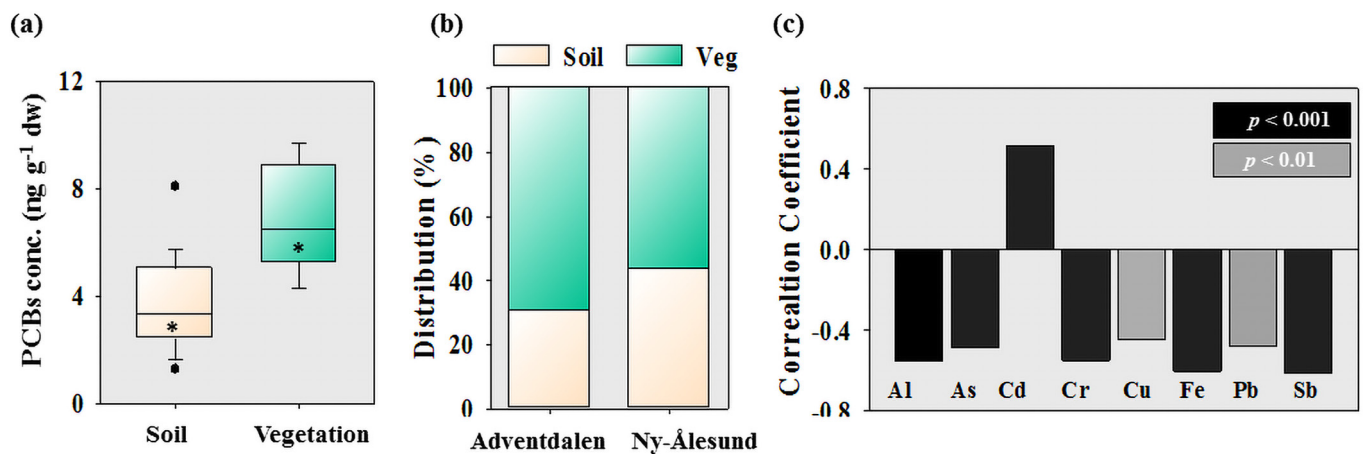 (a)
PCBs conc. (ng g-1 dw)
12
8
4
0
*
*
Soil Vegetation
(b)
Soil Veg
Distribution (%)
100
80
60
40
20
0
Adventdalen Ny-Ålesund
(c)
Correaltion Coefficient
0.8
0.4
0.0
-0.4
-0.8
p < 0.001
p < 0.01
Al As Cd Cr Cu Fe Pb Sb